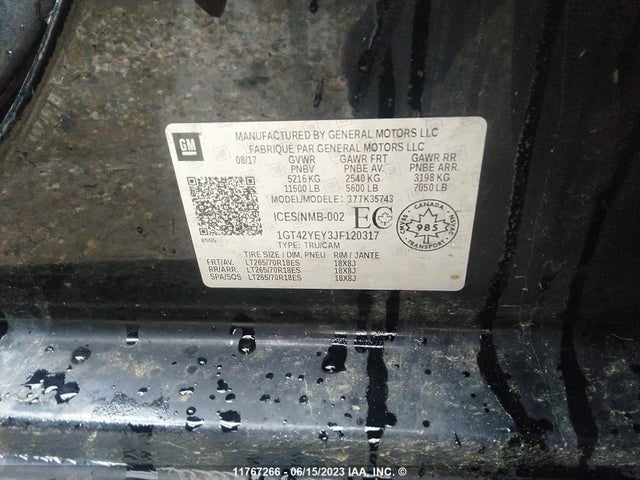 GM
MANUFACTURED BY GENERAL MOTORS LLC
FABRIQUE PAR GENERAL MOTORS LLC
08/17 GVWR GAWR FRT GAWR RR
PNBV PNBE AV. PNBE ARR.
5216 KG 2540 KG 3198 KG
11500 LB 5600 LB 7050 LB
MODEL/MODELE: 37TK35743
ICES/NMB-002 EC
CANADA
985
1GT42YEY3JF120317
TYPE: TRU/CAM
TIRE SIZE / DIM. PNEU RIM / JANTE
FRT/AV. LT265/70R18ES 18X8J
RR/ARR. LT265/70R18ES 18X8J
SPA/SOS LT265/70R18ES 18X8J
11767266 - 06/15/2023 IAA, INC. ©